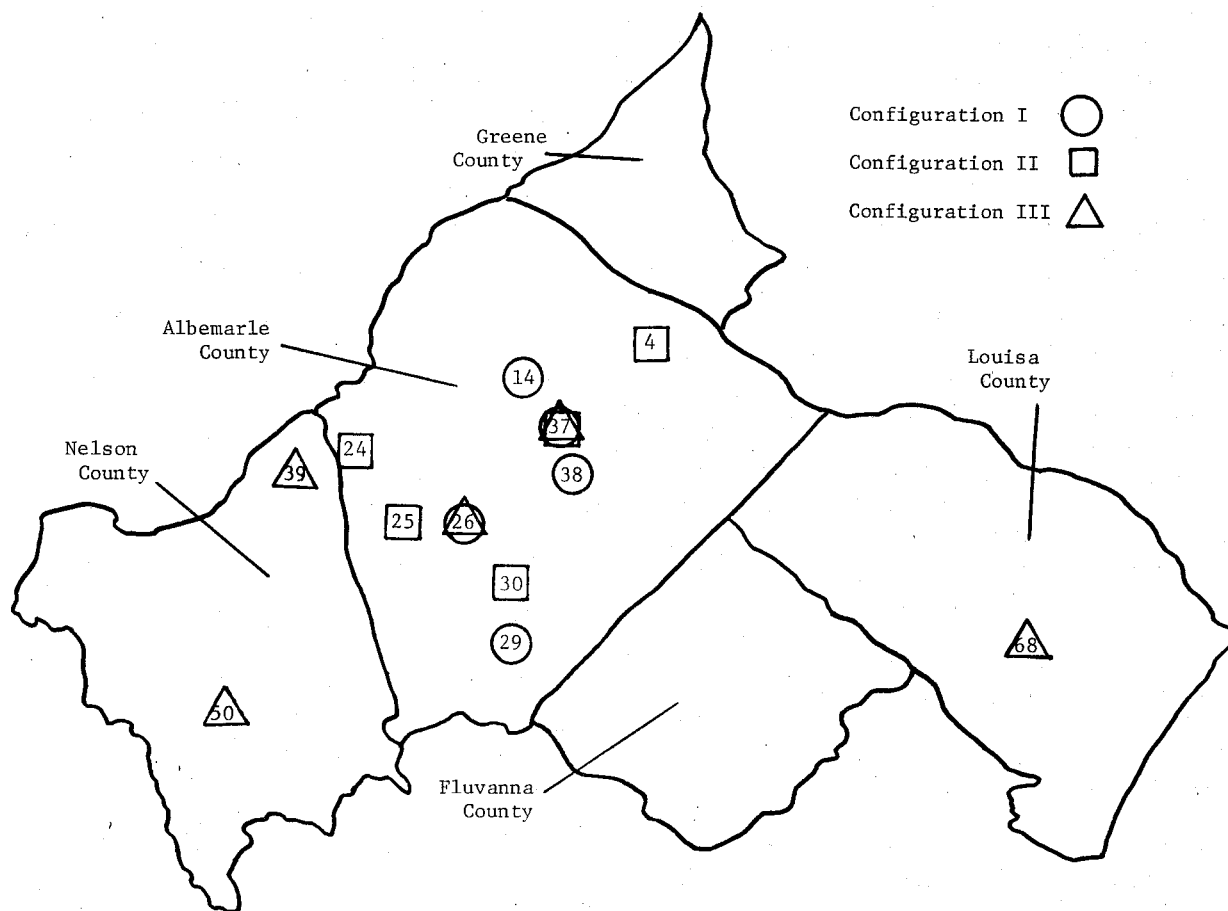 Greene
County
Configuration I
Configuration II
Configuration III
Albemarle
County
Louisa
County
Nelson
County
Fluvanna
County
4
14
37
38
24
39
25
26
30
29
68
50